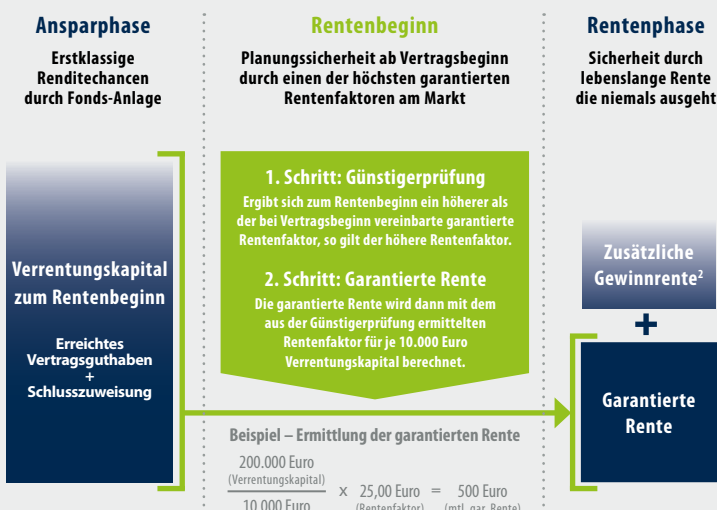 Ansparphase
Erstklassige
Renditechancen
durch Fonds-Anlage
Verrentungskapital
zum Rentenbeginn
Erreichtes
Vertragsguthaben
+
Schlusszuweisung
Rentenbeginn
Planungssicherheit ab Vertragsbeginn
durch einen der höchsten garantierten
Rentenfaktoren am Markt
1. Schritt: Günstigerprüfung
Ergibt sich zum Rentenbeginn ein höherer als
der bei Vertragsbeginn vereinbarte garantierte
Rentenfaktor, so gilt der höhere Rentenfaktor.
2. Schritt: Garantierte Rente
Die garantierte Rente wird dann mit dem
aus der Günstigerprüfung ermittelten
Rentenfaktor für je 10.000 Euro
Verrentungskapital berechnet.
Beispiel – Ermittlung der garantierten Rente
200.000 Euro
(Verrentungskapital)
10.000 Euro
x 25,00 Euro = 500 Euro
(Rentenfaktor) (mtl. gar. Rente)
Rentenphase
Sicherheit durch
lebenslange Rente
die niemals ausgeht
Zusätzliche
Gewinnrente²
+
Garantierte
Rente